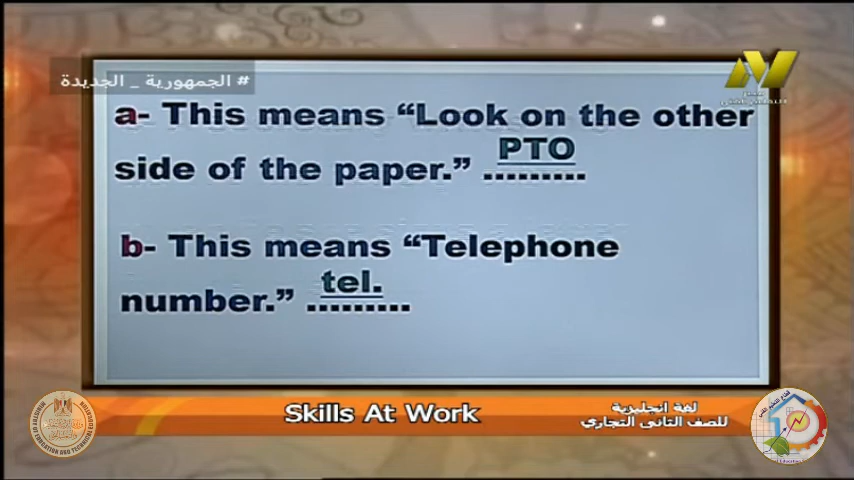 # الجمهورية _ الجديدة
a- This means “Look on the other
side of the paper.” PTO .........
b- This means “Telephone
number.” tel. .........
Skills At Work
لغة انجليزية
للصف الثانى التجاري